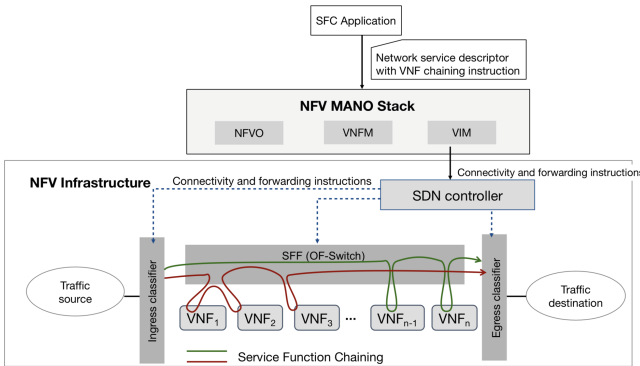 SFC Application
Network service descriptor
with VNF chaining instruction
NFV MANO Stack
NFVO
VNFM
VIM
Connectivity and forwarding instructions
NFV Infrastructure
Connectivity and forwarding instructions
SDN controller
SFF (OF-Switch)
Ingress classifier
Egress classifier
Traffic
source
Traffic
destination
VNF1
VNF2
VNF3
...
VNFn-1
VNFn
Service Function Chaining